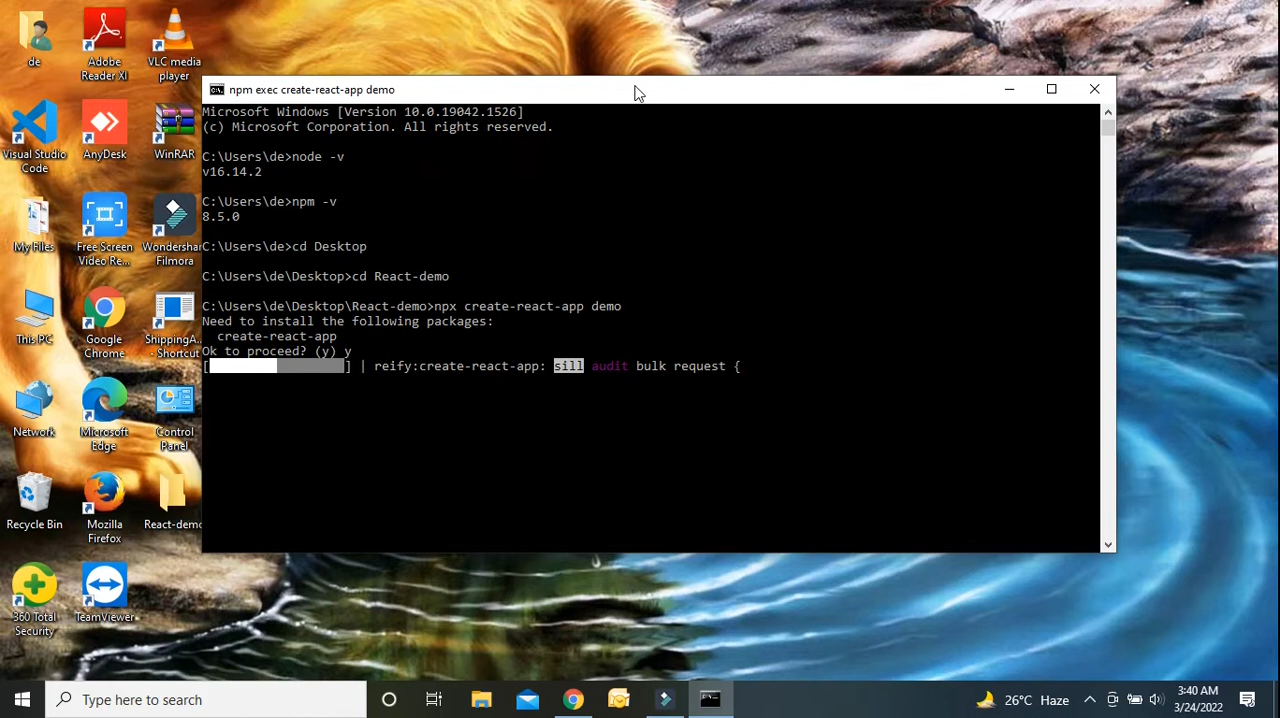 de
Adobe
Reader XI
VLC media
player
Visual Studio
Code
AnyDesk
WinRAR
My FIles
Free Screen
Video Re...
Wondershar
Filmora
This PC
Google
Chrome
ShippingA...
- Shortcut
Network
Microsoft
Edge
Control
Panel
Recycle Bin
Mozilla
Firefox
React-demo
360 Total
Security
TeamViewer
npm exec create-react-app demo
Microsoft Windows [Version 10.0.19042.1526]
(c) Microsoft Corporation. All rights reserved.
C:\Users\de>node -v
v16.14.2
C:\Users\de>npm -v
8.5.0
C:\Users\de>cd Desktop
C:\Users\de\Desktop>cd React-demo
C:\Users\de\Desktop\React-demo>npx create-react-app demo
Need to install the following packages:
create-react-app
Ok to proceed? (y) y
[ ] | reify:create-react-app: sill audit bulk request {
Type here to search
26°C Haze
3:40 AM
3/24/2022